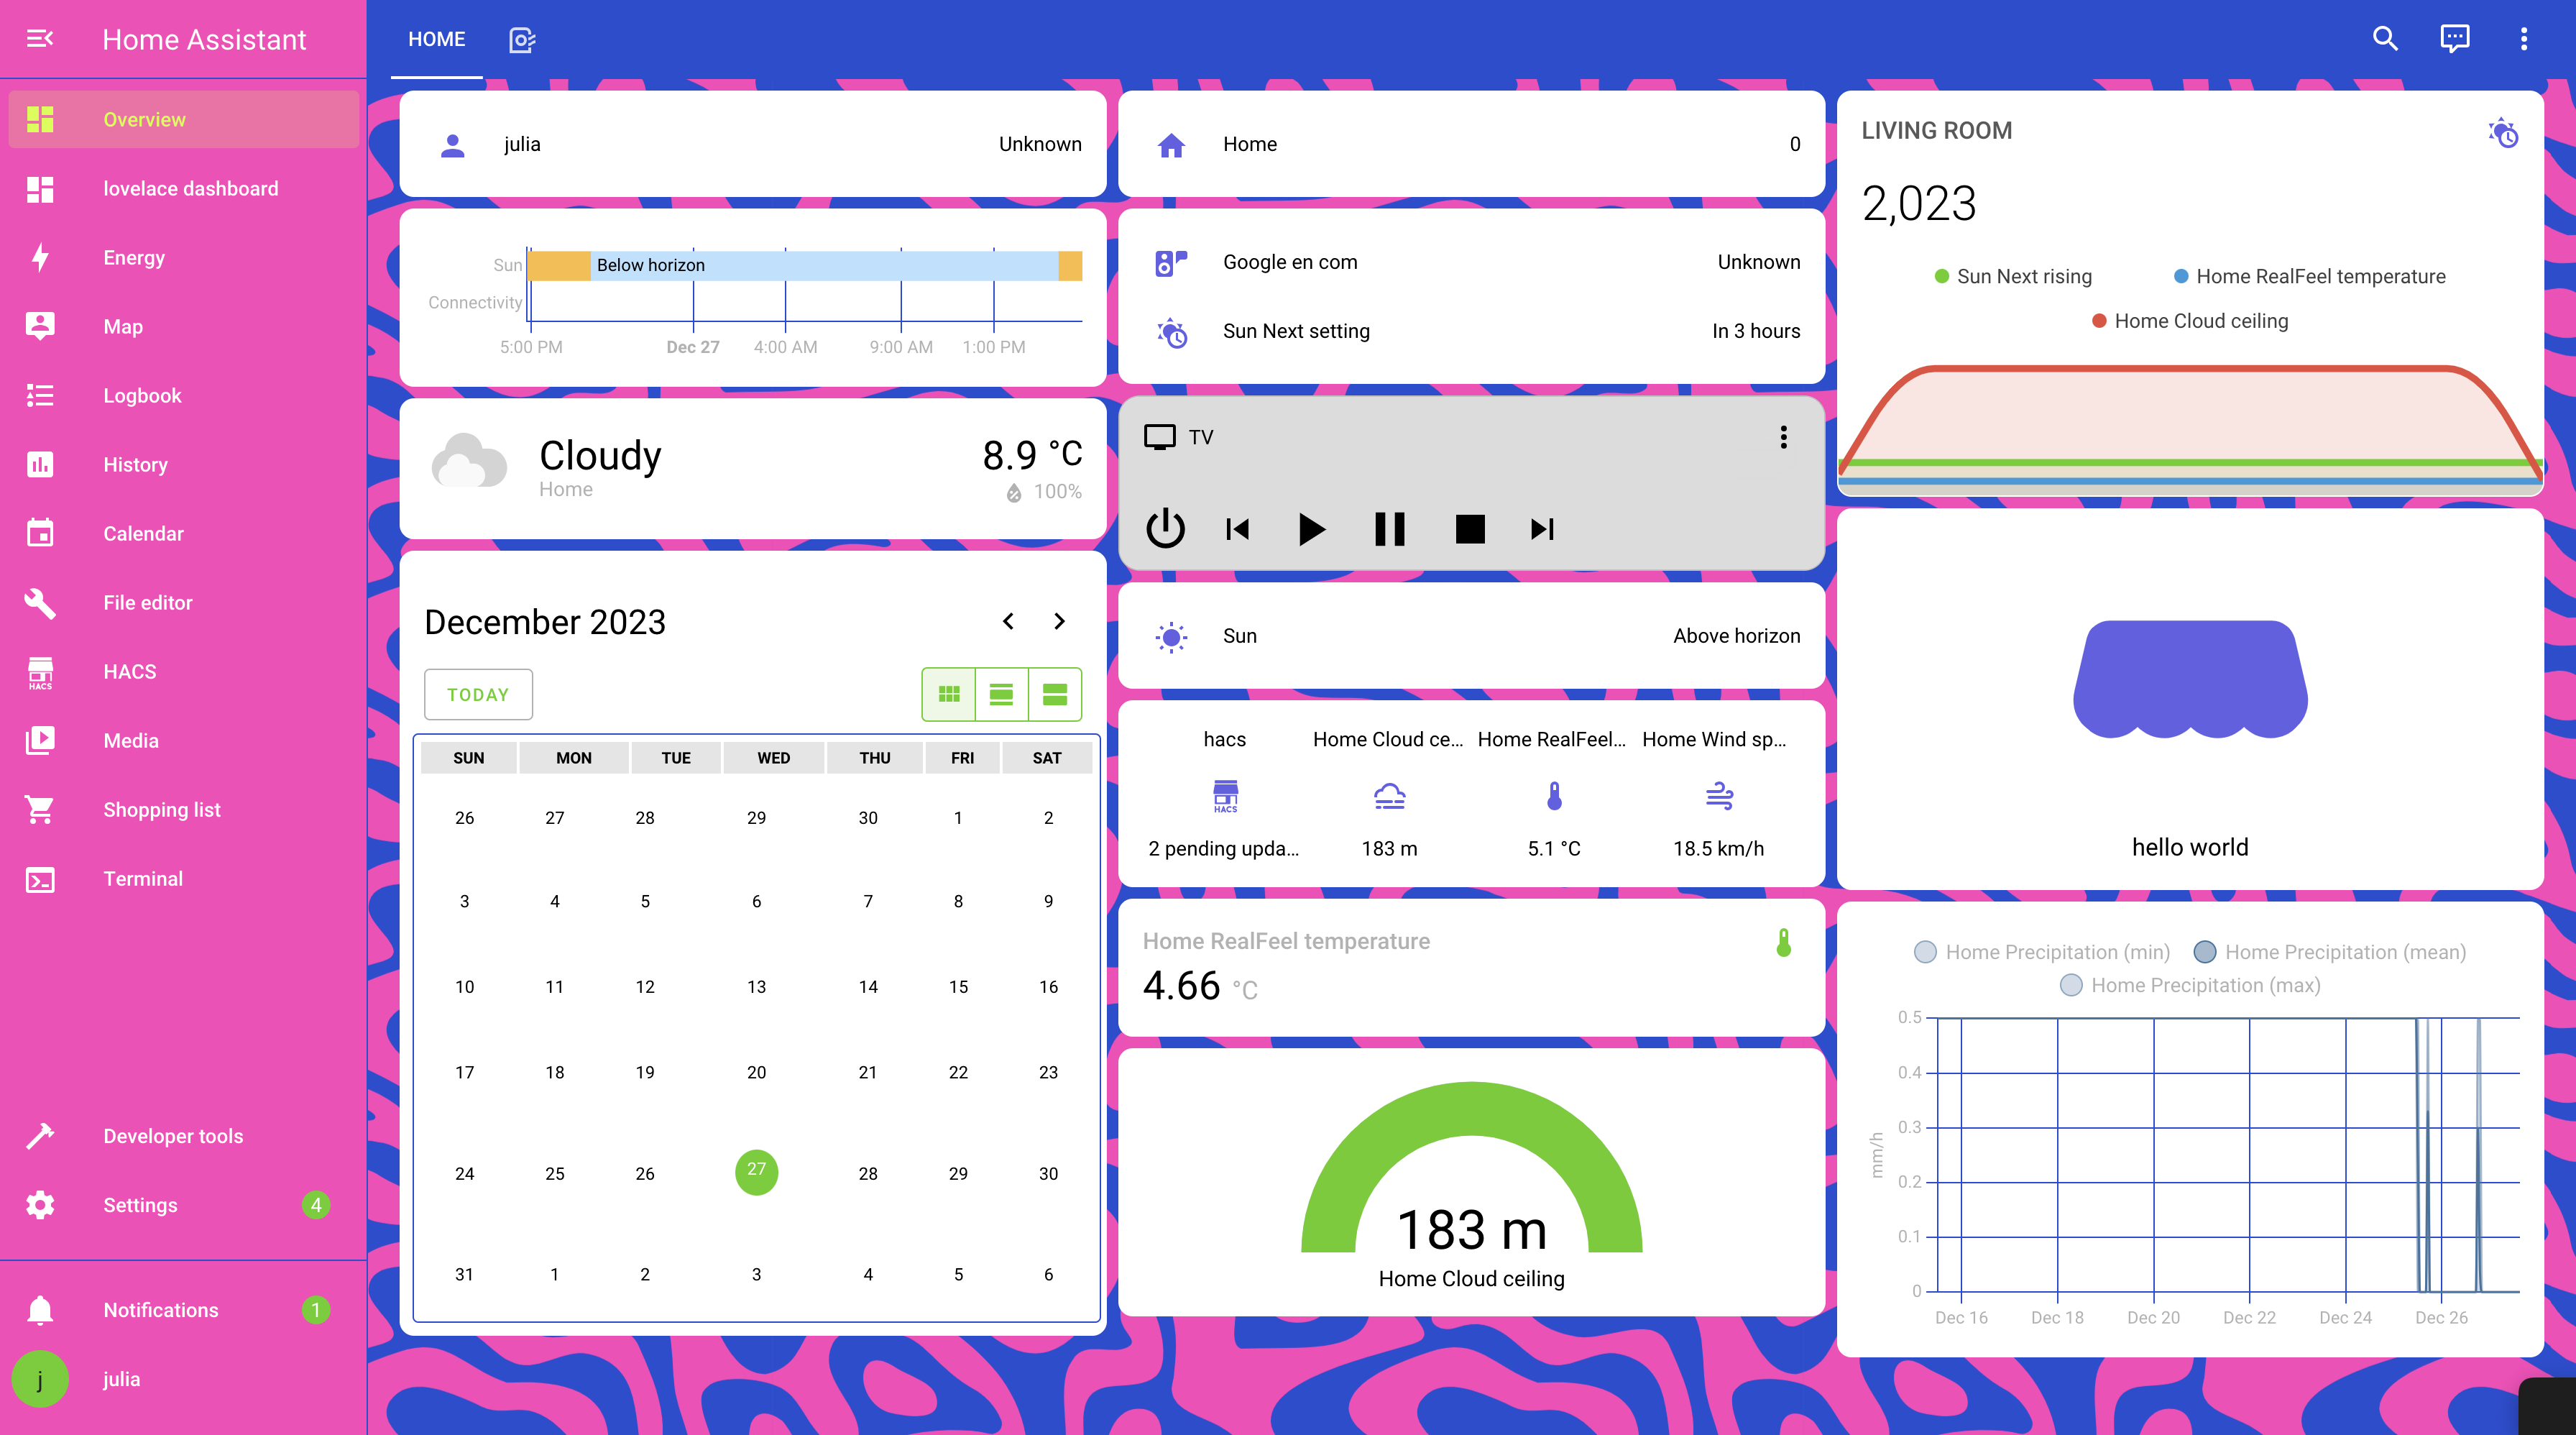 Home Assistant
Overview
lovelace dashboard
Energy
Map
Logbook
History
Calendar
File editor
HACS
HACS
Media
Shopping list
Terminal
Developer tools
Settings 4
Notifications 1
j julia
HOME
julia Unknown
Sun Below horizon
Connectivity
5:00 PM Dec 27 4:00 AM 9:00 AM 1:00 PM
Cloudy 8.9 °C
Home 100%
December 2023
TODAY
SUN MON TUE WED THU FRI SAT
26 27 28 29 30 1 2
3 4 5 6 7 8 9
10 11 12 13 14 15 16
17 18 19 20 21 22 23
24 25 26 27 28 29 30
31 1 2 3 4 5 6
Home 0
Google en com Unknown
Sun Next setting In 3 hours
TV
Sun Above horizon
hacs Home Cloud ce... Home RealFeel... Home Wind sp...
HACS
2 pending upda... 183 m 5.1 °C 18.5 km/h
Home RealFeel temperature
4.66 °C
183 m
Home Cloud ceiling
LIVING ROOM
2,023
Sun Next rising Home RealFeel temperature
Home Cloud ceiling
hello world
Home Precipitation (min) Home Precipitation (mean)
Home Precipitation (max)
0.5
0.4
0.3
0.2
0.1
0
mm/h
Dec 16 Dec 18 Dec 20 Dec 22 Dec 24 Dec 26